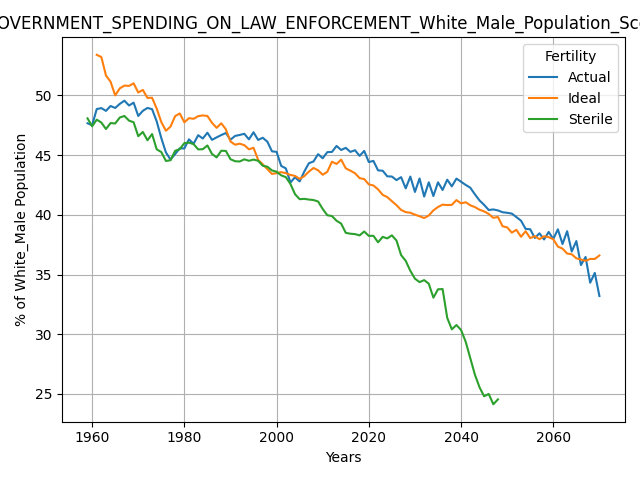 OVERNMENT_SPENDING_ON_LAW_ENFORCEMENT_White_Male_Population_Sc
Fertility
Actual
Ideal
Sterile
50
45
40
35
30
25
% of White_Male Population
1960
1980
2000
2020
2040
2060
Years